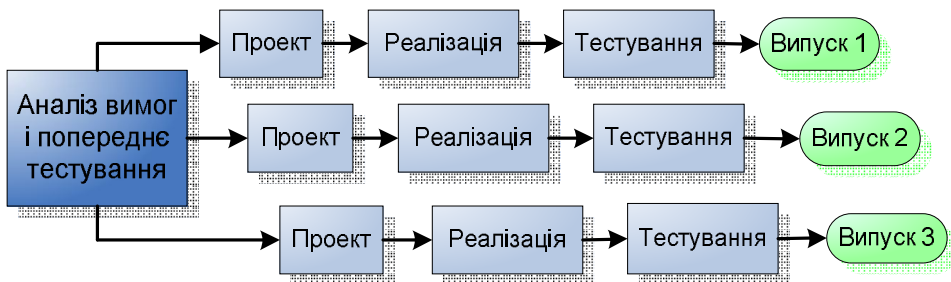 Проект
Реалізація
Тестування
Випуск 1
Аналіз вимог
і попереднє
тестування
Проект
Реалізація
Тестування
Випуск 2
Проект
Реалізація
Тестування
Випуск 3